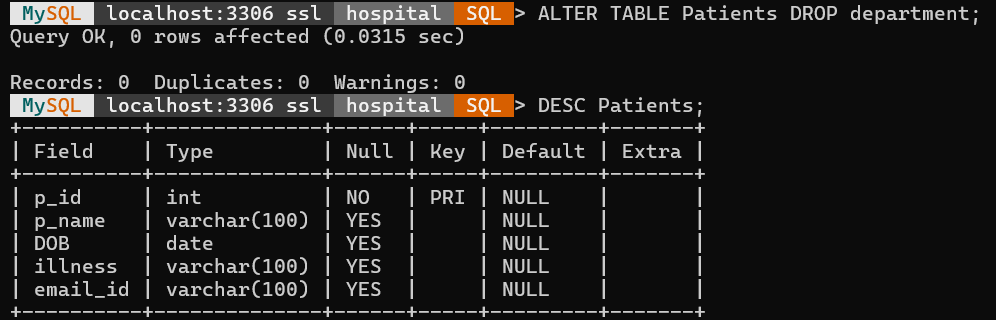 MySQL localhost:3306 ssl hospital SQL > ALTER TABLE Patients DROP department;
Query OK, 0 rows affected (0.0315 sec)

Records: 0  Duplicates: 0  Warnings: 0
MySQL localhost:3306 ssl hospital SQL > DESC Patients;
+----------+--------------+------+-----+---------+-------+
| Field    | Type         | Null | Key | Default | Extra |
+----------+--------------+------+-----+---------+-------+
| p_id     | int          | NO   | PRI | NULL    |       |
| p_name   | varchar(100) | YES  |     | NULL    |       |
| DOB      | date         | YES  |     | NULL    |       |
| illness  | varchar(100) | YES  |     | NULL    |       |
| email_id | varchar(100) | YES  |     | NULL    |       |
+----------+--------------+------+-----+---------+-------+